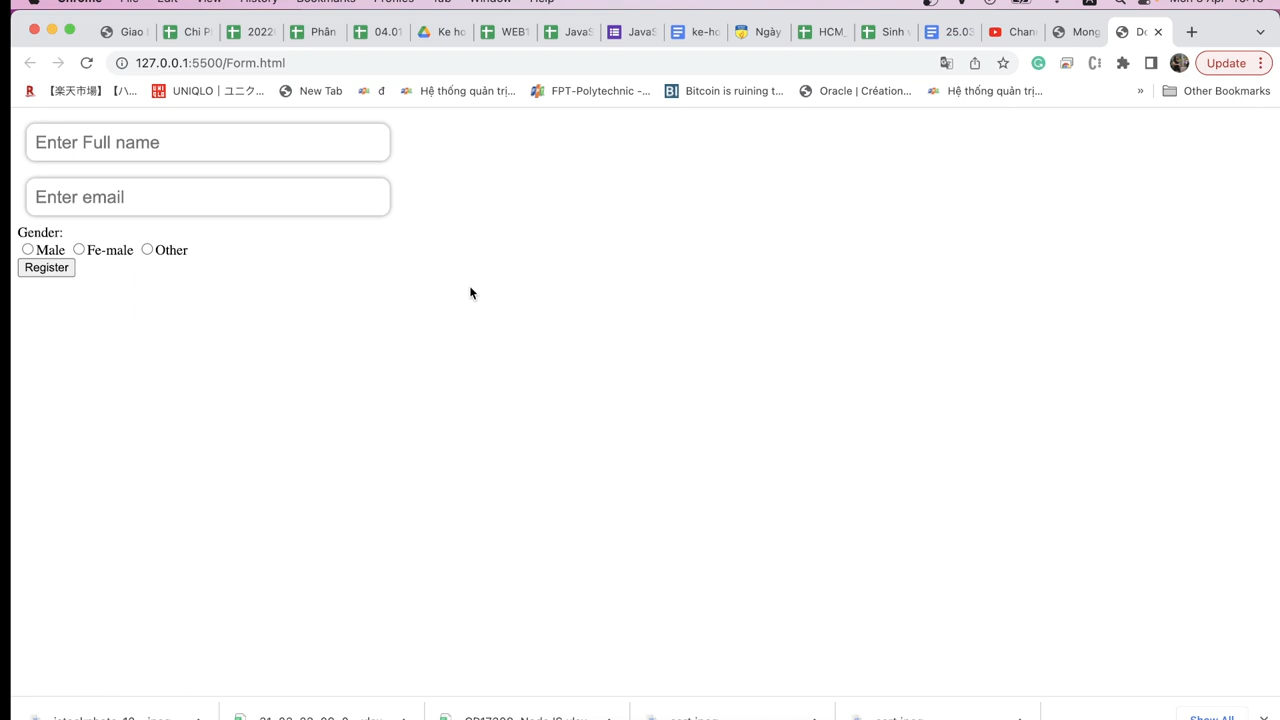 Giao
Chi P
2022
Phân
04.01
Ke ho
WEB1
JavaS
JavaS
ke-ho
Ngày
HCM_
Sinh v
25.03
Chan
Mong
Do
127.0.0.1:5500/Form.html
Update
【楽天市場】【ハ...
UNIQLO｜ユニク...
New Tab
đ
Hệ thống quản trị...
FPT-Polytechnic -...
BI
Bitcoin is ruining t...
Oracle | Création...
Hệ thống quản trị...
»
Other Bookmarks
Enter Full name
Enter email
Gender:
Male Fe-male Other
Register
Show All